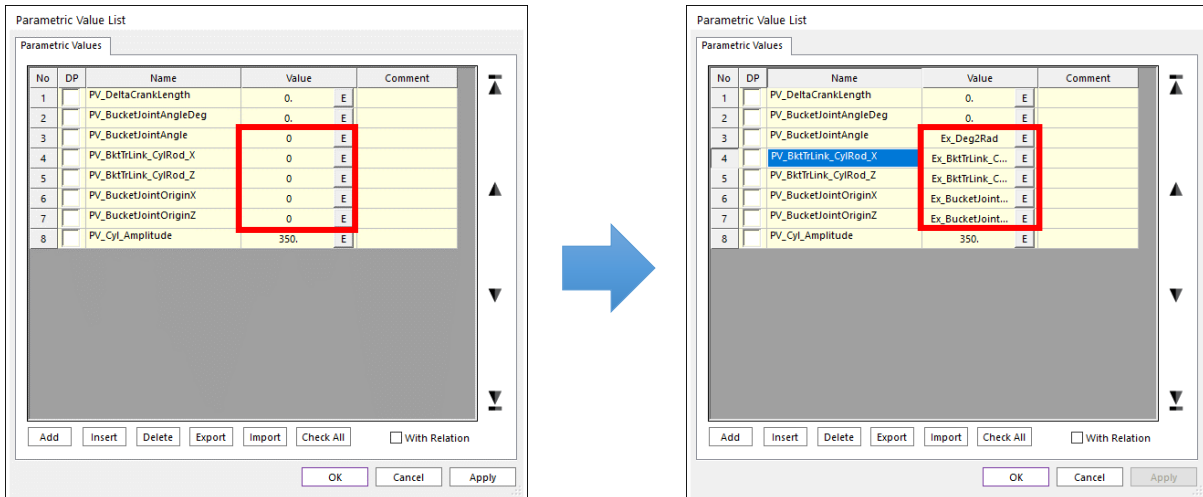 Parametric Value List
Parametric Values
No DP Name Value Comment
1 PV_DeltaCrankLength 0. E
2 PV_BucketJointAngleDeg 0. E
3 PV_BucketJointAngle 0 E
4 PV_BktTrLink_CylRod_X 0 E
5 PV_BktTrLink_CylRod_Z 0 E
6 PV_BucketJointOriginX 0 E
7 PV_BucketJointOriginZ 0 E
8 PV_Cyl_Amplitude 350. E
Add Insert Delete Export Import Check All With Relation
OK Cancel Apply
Parametric Value List
Parametric Values
No DP Name Value Comment
1 PV_DeltaCrankLength 0. E
2 PV_BucketJointAngleDeg 0. E
3 PV_BucketJointAngle Ex_Deg2Rad E
4 PV_BktTrLink_CylRod_X Ex_BktTrLink_C... E
5 PV_BktTrLink_CylRod_Z Ex_BktTrLink_C... E
6 PV_BucketJointOriginX Ex_BucketJoint... E
7 PV_BucketJointOriginZ Ex_BucketJoint... E
8 PV_Cyl_Amplitude 350. E
Add Insert Delete Export Import Check All With Relation
OK Cancel Apply